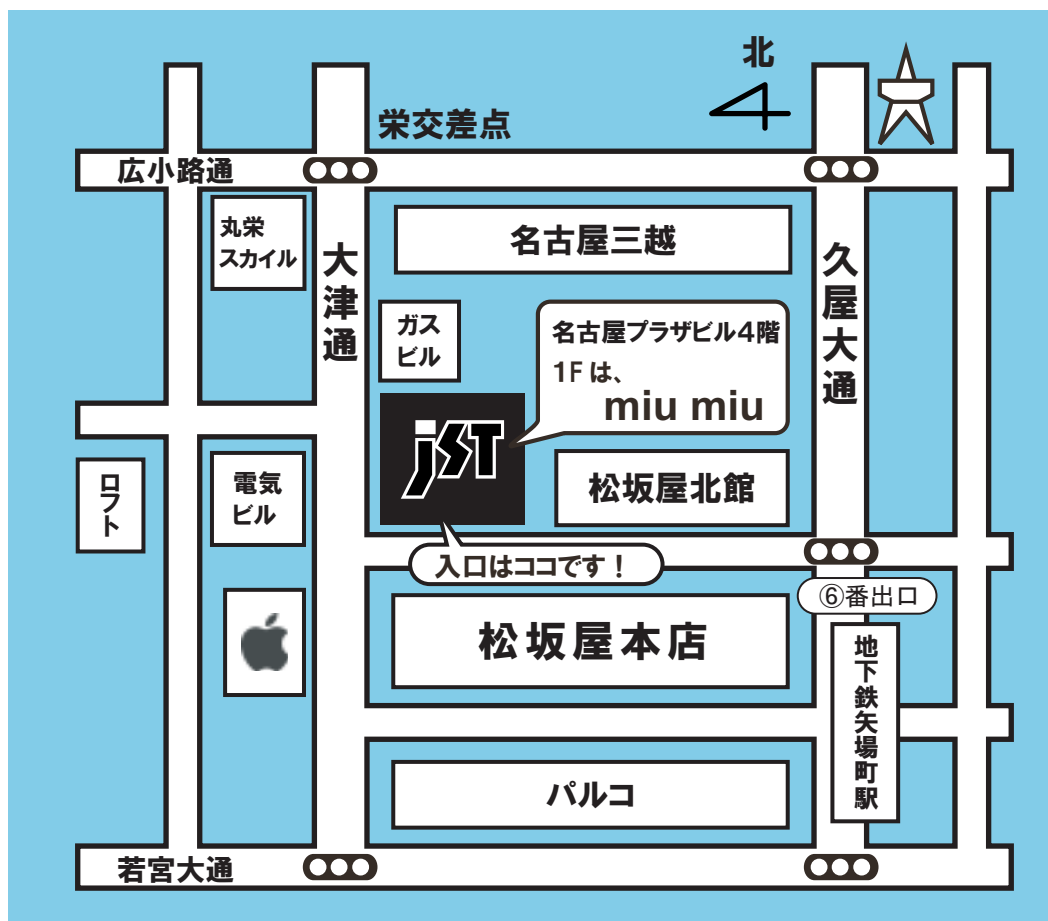 北
栄交差点
広小路通
丸栄
スカイル
大津通
名古屋三越
久屋大通
ガス
ビル
名古屋プラザビル4階
1Fは、
miu miu
jST
ロフト
電気
ビル
松坂屋北館
入口はココです！
⑥番出口
松坂屋本店
地下鉄矢場町駅
パルコ
若宮大通